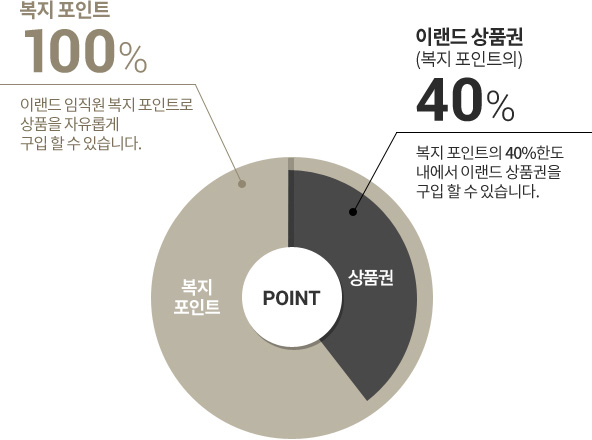 복지 포인트
100%
이랜드 임직원 복지 포인트로
상품을 자유롭게
구입 할 수 있습니다.
이랜드 상품권
(복지 포인트의)
40%
복지 포인트의 40%한도
내에서 이랜드 상품권을
구입 할 수 있습니다.
복지
포인트
POINT
상품권